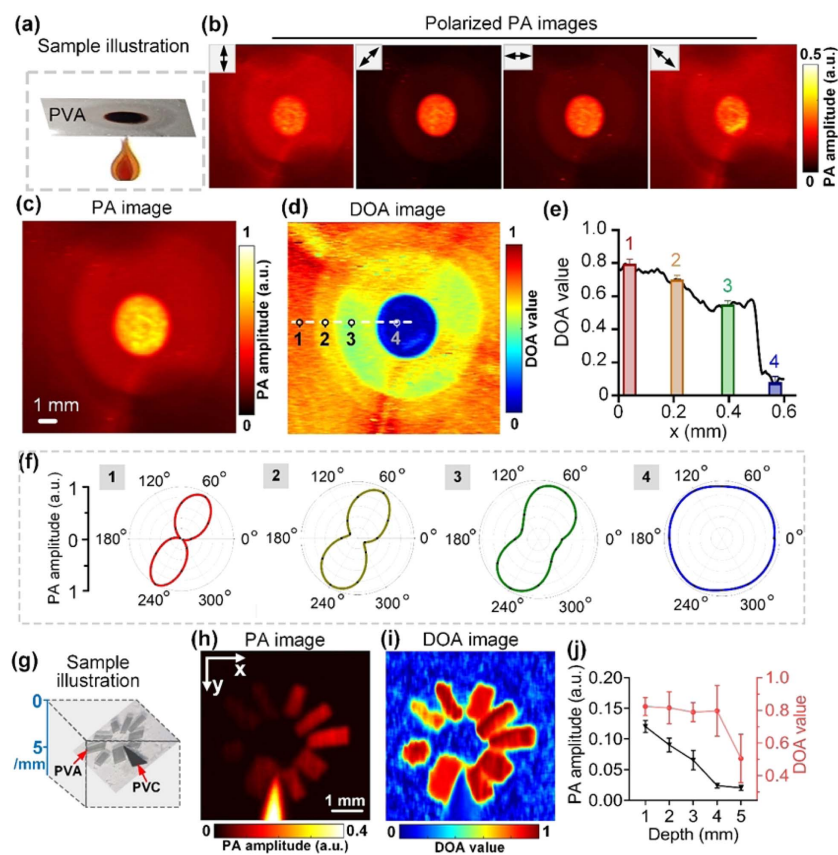 (a)
Sample illustration
PVA
(b)
Polarized PA images
0.5
0
PA amplitude (a.u.)
(c)
PA image
1 mm
1
0
PA amplitude (a.u.)
(d)
DOA image
1 2 3 4
1
0
DOA value
(e)
DOA value
0.8
0.6
0.4
0.2
0
1
2
3
4
0 0.2 0.4 0.6
x (mm)
(f)
PA amplitude (a.u.)
1
0
1
1
120° 60°
180° 0°
240° 300°
2
120° 60°
180° 0°
240° 300°
3
120° 60°
180° 0°
240° 300°
4
120° 60°
180° 0°
240° 300°
(g)
Sample
illustration
0
5
/mm
PVA
PVC
(h)
PA image
x
y
1 mm
0 0.4
PA amplitude (a.u.)
(i)
DOA image
0 1
DOA value
(j)
PA amplitude (a.u.)
0.20
0.15
0.10
0.05
0.00
1.0
0.8
0.6
0.4
DOA value
1 2 3 4 5
Depth (mm)